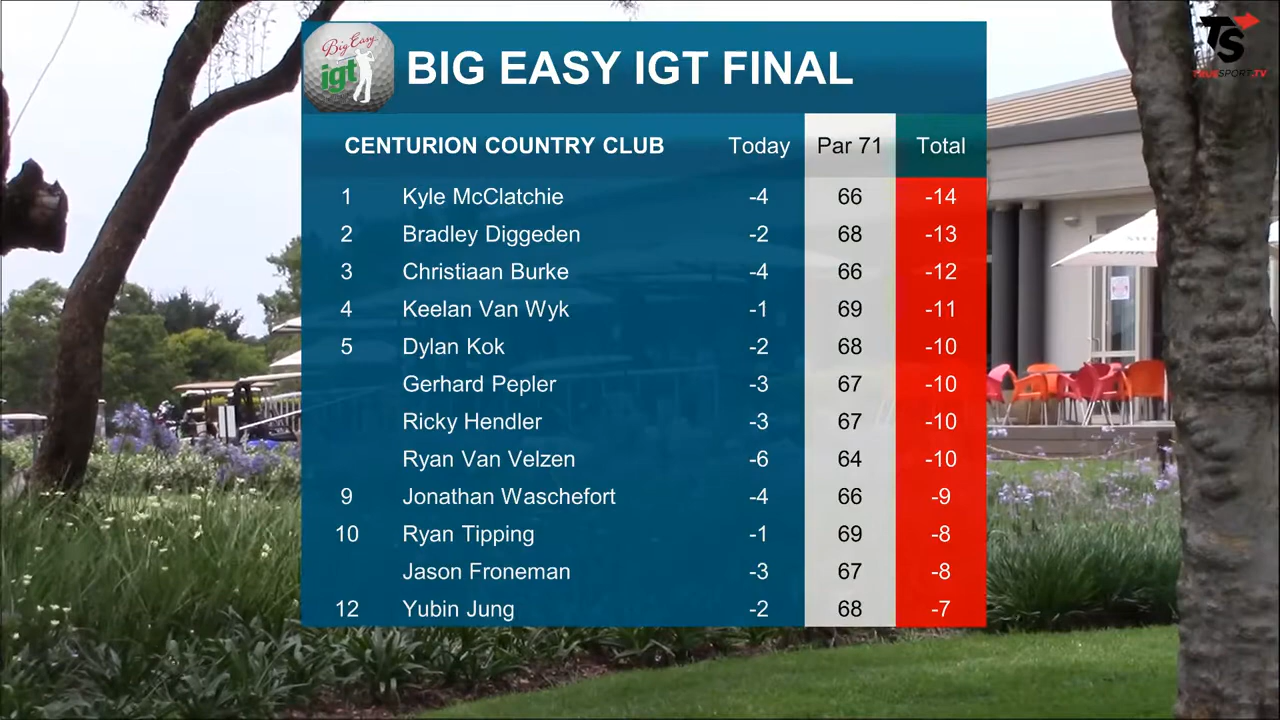 Big Easy
igt
BIG EASY IGT FINAL
TS
TRUESPORT.TV
CENTURION COUNTRY CLUB Today Par 71 Total
1 Kyle McClatchie -4 66 -14
2 Bradley Diggeden -2 68 -13
3 Christiaan Burke -4 66 -12
4 Keelan Van Wyk -1 69 -11
5 Dylan Kok -2 68 -10
Gerhard Pepler -3 67 -10
Ricky Hendler -3 67 -10
Ryan Van Velzen -6 64 -10
9 Jonathan Waschefort -4 66 -9
10 Ryan Tipping -1 69 -8
Jason Froneman -3 67 -8
12 Yubin Jung -2 68 -7